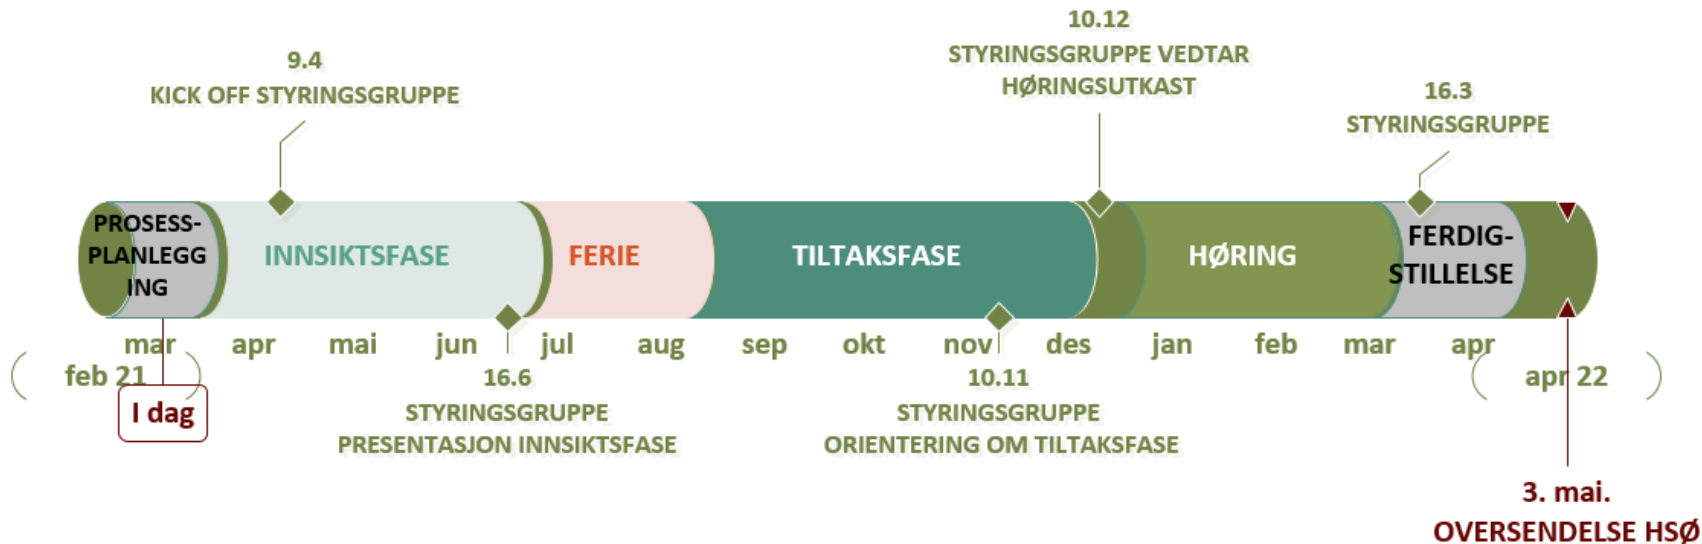 9.4
KICK OFF STYRINGSGRUPPE
10.12
STYRINGSGRUPPE VEDTAR
HØRINGSUTKAST
16.3
STYRINGSGRUPPE
PROSESS-
PLANLEGG
ING
INNSIKTSFASE
FERIE
TILTAKSFASE
HØRING
FERDIG-
STILLELSE
mar apr mai jun jul aug sep okt nov des jan feb mar apr
feb 21
apr 22
I dag
16.6
STYRINGSGRUPPE
PRESENTASJON INNSIKTSFASE
10.11
STYRINGSGRUPPE
ORIENTERING OM TILTAKSFASE
3. mai.
OVERSENDELSE HSØ